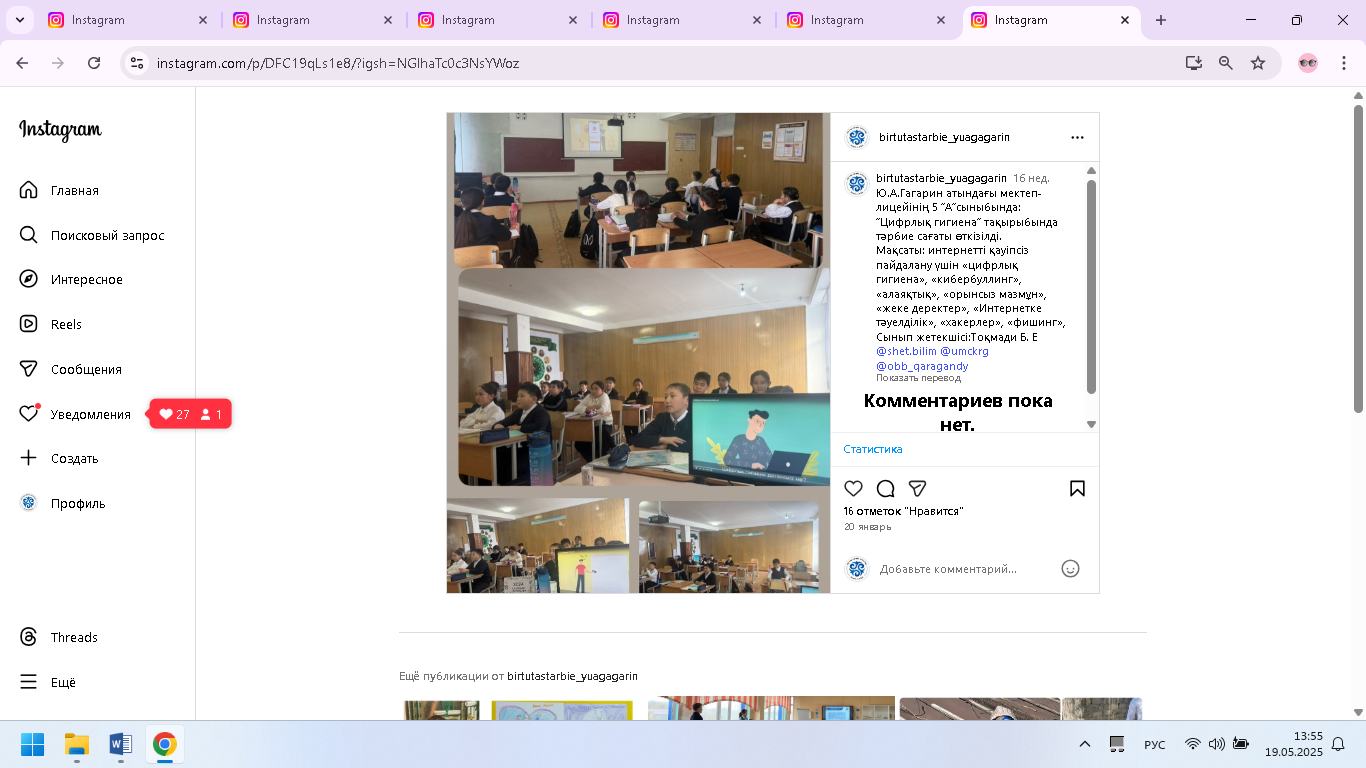 Instagram
Instagram
Instagram
Instagram
Instagram
Instagram
instagram.com/p/DFC19qLs1e8/?igsh=NGlhaTc0c3NsYWoz
Instagram
Главная
Поисковый запрос
Интересное
Reels
Сообщения
Уведомления
27 1
Создать
Профиль
Threads
Ещё
birtutastarbie_yuagagarin
birtutastarbie_yuagagarin 16 нед.
Ю.А.Гагарин атындағы мектеп-
лицейінің 5 "А"сыныбында:
"Цифрлық гигиена" тақырыбында
тәрбие сағаты өткізілді.
Мақсаты: интернетті қауіпсіз
пайдалану үшін «цифрлық
гигиена», «кибербуллинг»,
«алаяқтық», «орынсыз мазмұн»,
«жеке деректер», «Интернетке
тәуелділік», «хакерлер», «фишинг»,
Сынып жетекшісі:Тоқмади Б. Е
@shet.bilim @umckrg
@obb_qaragandy
Показать перевод
Комментариев пока
нет.
Статистика
16 отметок "Нравится"
20 январь
Добавьте комментарий...
Ещё публикации от birtutastarbie_yuagagarin
РУС
13:55
19.05.2025